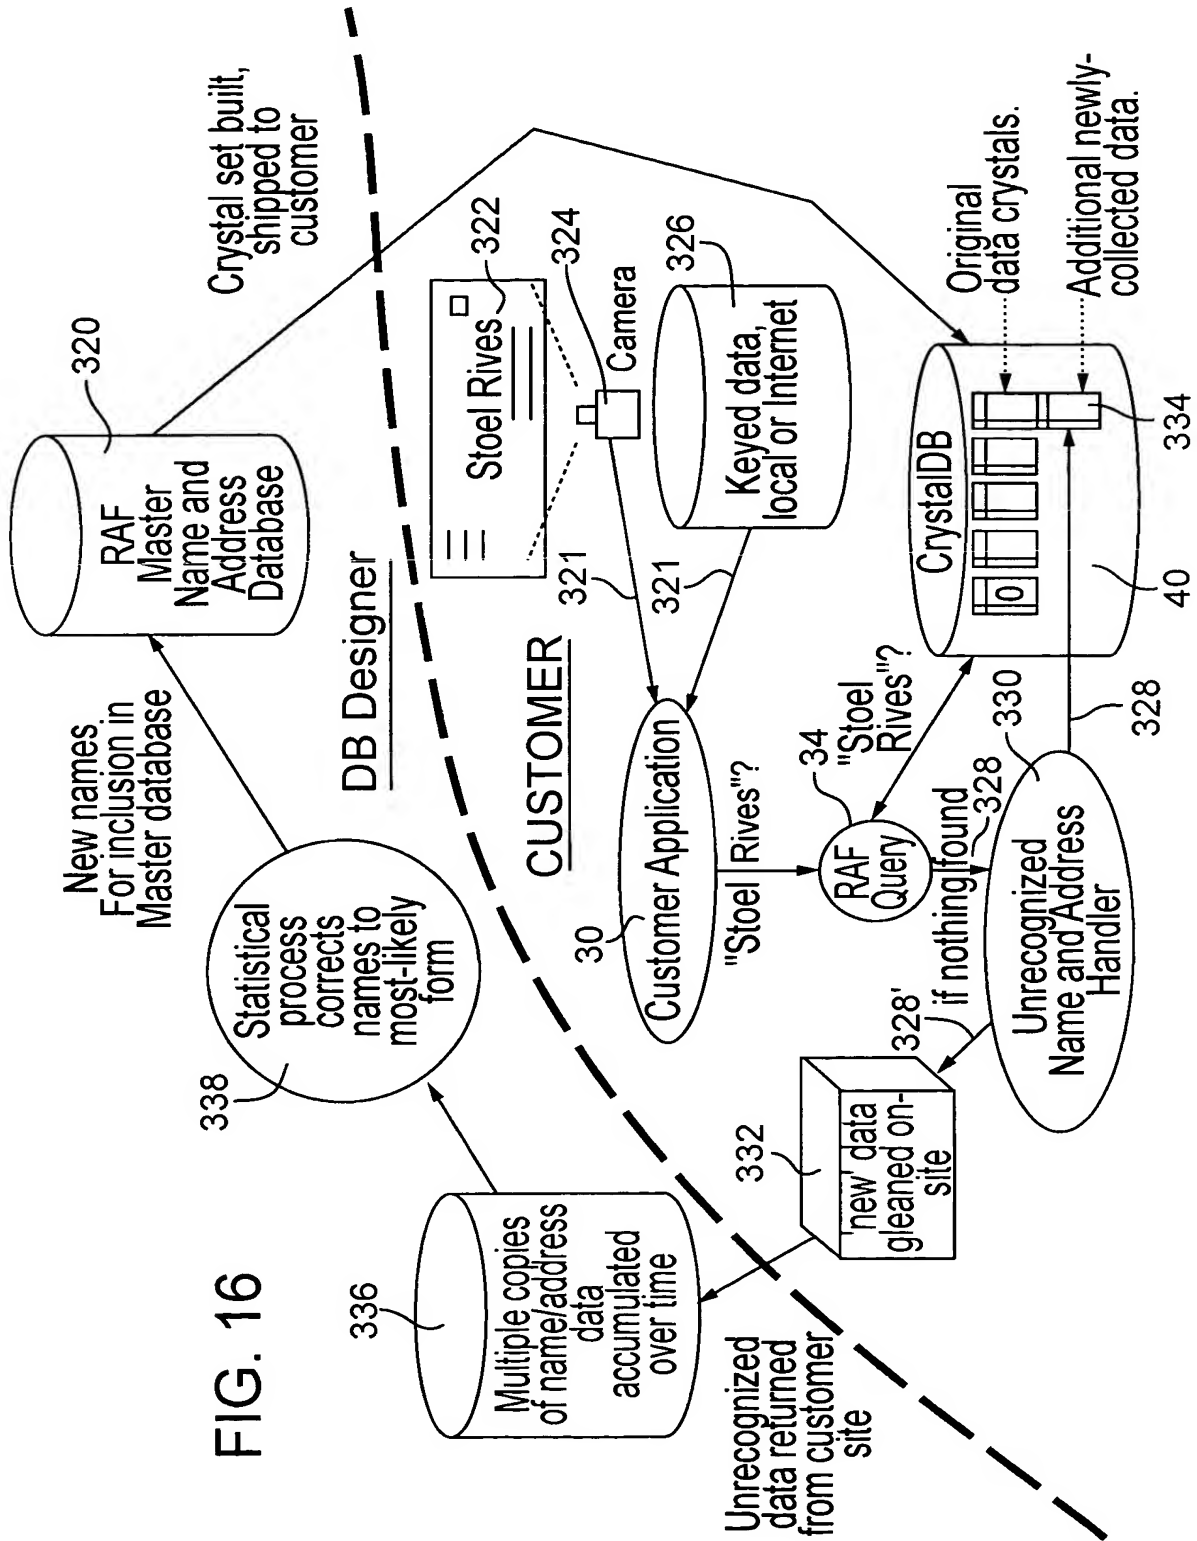 FIG. 16
336
Multiple copies
of name/address
data
accumulated
over time
338
Statistical
process
corrects
names to
most-likely
form
New names
For inclusion in
Master database
320
RAF
Master
Name and
Address
Database
Crystal set built,
shipped to
customer
DB Designer
CUSTOMER
Stoel Rives
322
324
Camera
321
321
326
Keyed data,
local or Internet
30
Customer Application
"Stoel Rives"?
34
RAF
Query
"Stoel
Rives"?
if nothing found
328
330
Unrecognized
Name and Address
Handler
328'
328
332
'new' data
gleaned on-
site
Unrecognized
data returned
from customer
site
CrystalDB
0
40
334
Original
data crystals.
Additional newly-
collected data.